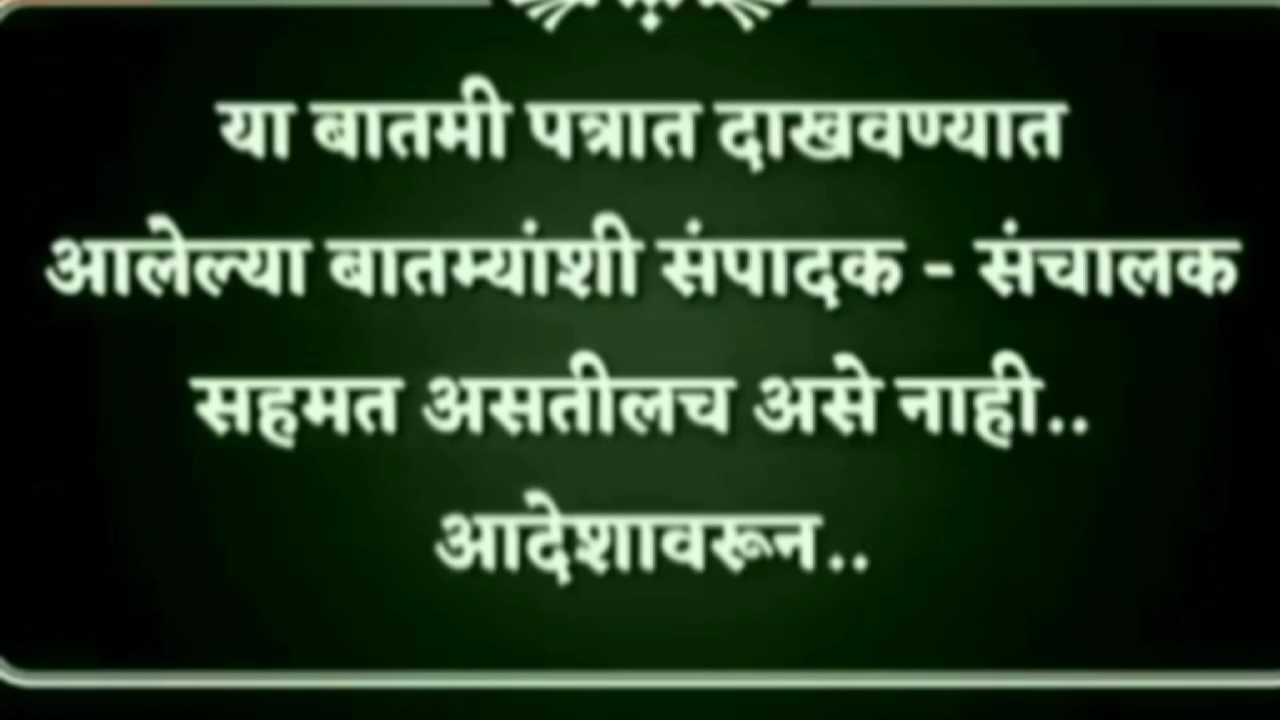 या बातमी पत्रात दाखवण्यात
आलेल्या बातम्यांशी संपादक - संचालक
सहमत असतीलच असे नाही..
आदेशावरून..